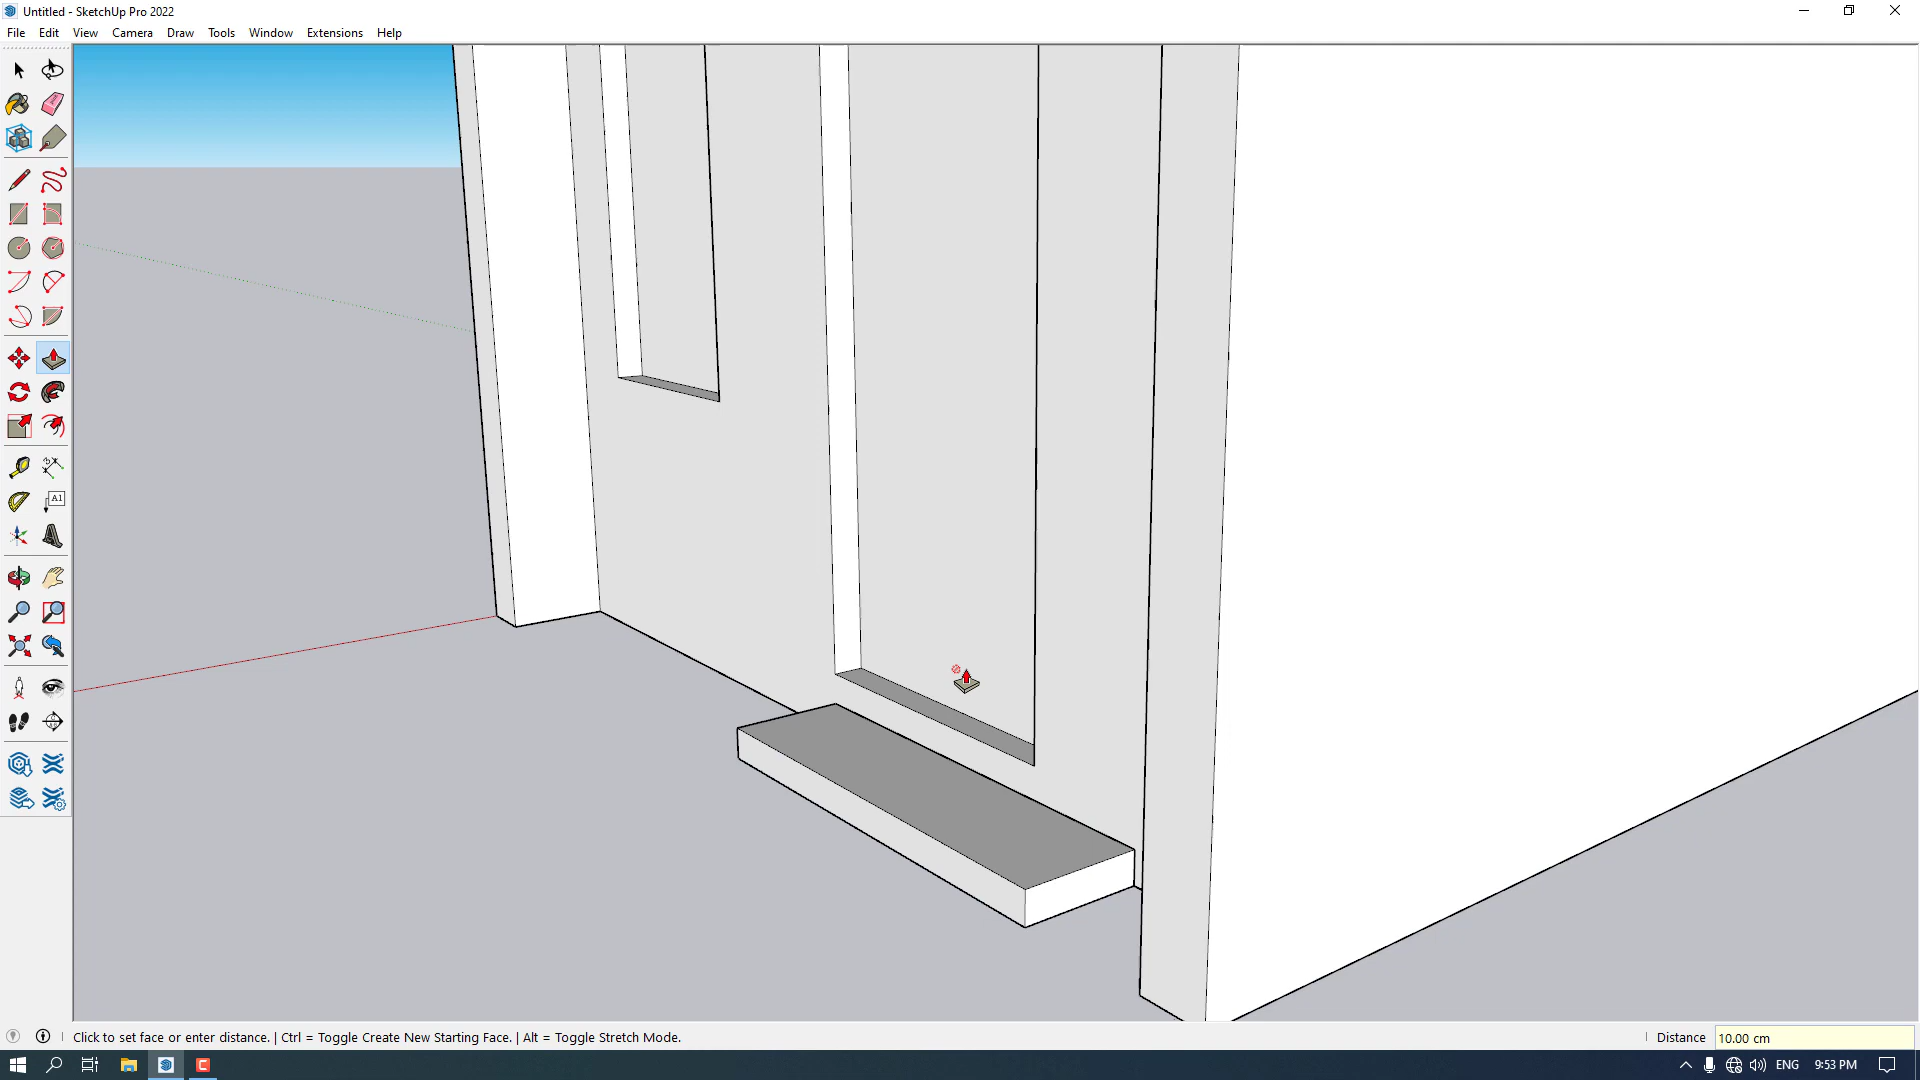 Untitled - SketchUp Pro 2022
File Edit View Camera Draw Tools Window Extensions Help
A1
Click to set face or enter distance. | Ctrl = Toggle Create New Starting Face. | Alt = Toggle Stretch Mode.
Distance 10.00 cm
C
ENG 9:53 PM